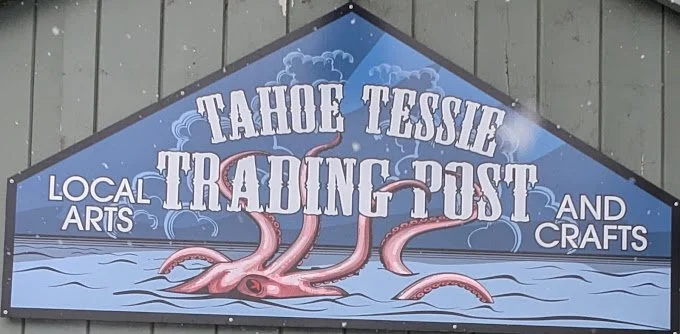 TAHOE TESSIE
TRADING POST
LOCAL
ARTS
AND
CRAFTS